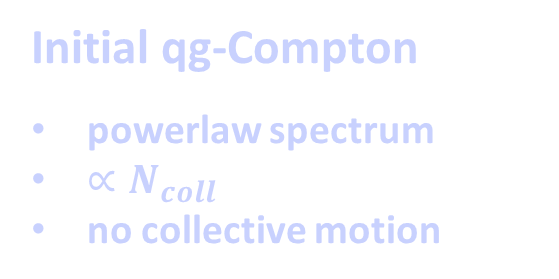 Initial qg-Compton
• powerlaw spectrum
• ∝ N_coll
• no collective motion